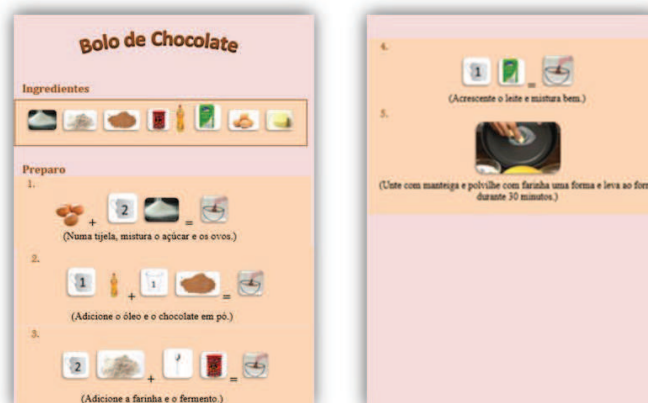 Bolo de Chocolate
Ingredientes
Preparo
1.
+ 2 =
(Numa tijela, mistura o açúcar e os ovos.)
2.
1 + 1 =
(Adicione o óleo e o chocolate em pó.)
3.
2 + =
(Adicione a farinha e o fermento.)
4.
1 =
(Acrescente o leite e mistura bem.)
5.
(Unte com manteiga e polvilhe com farinha uma forma e leva ao for
durante 30 minutos.)